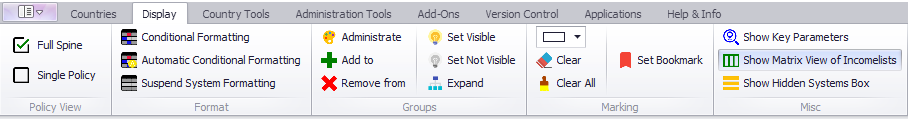 Countries Display Country Tools Administration Tools Add-Ons Version Control Applications Help & Info
Full Spine
Single Policy
Policy View
Conditional Formatting
Automatic Conditional Formatting
Suspend System Formatting
Format
Administrate
Add to
Remove from
Set Visible
Set Not Visible
Expand
Groups
Clear
Clear All
Set Bookmark
Marking
Show Key Parameters
Show Matrix View of Incomelists
Show Hidden Systems Box
Misc